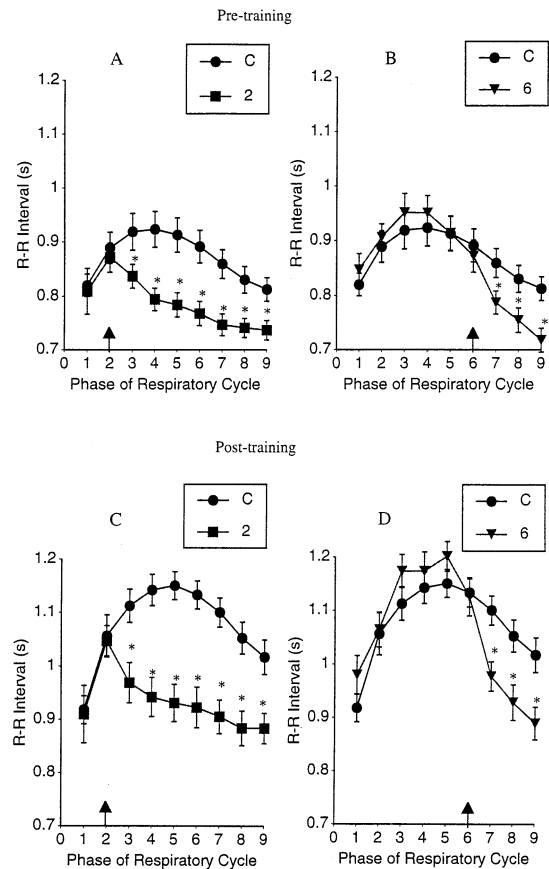 Pre-training
A
C
2
R-R Interval (s)
1.2
1.1
1
0.9
0.8
0.7
* * * * * * *
0 1 2 3 4 5 6 7 8 9
Phase of Respiratory Cycle
B
C
6
R-R Interval (s)
1.2
1.1
1
0.9
0.8
0.7
* * *
0 1 2 3 4 5 6 7 8 9
Phase of Respiratory Cycle
Post-training
C
C
2
R-R Interval (s)
1.2
1.1
1
0.9
0.8
0.7
* * * * * * *
0 1 2 3 4 5 6 7 8 9
Phase of Respiratory Cycle
D
C
6
R-R Interval (s)
1.2
1.1
1
0.9
0.8
0.7
* * *
0 1 2 3 4 5 6 7 8 9
Phase of Respiratory Cycle